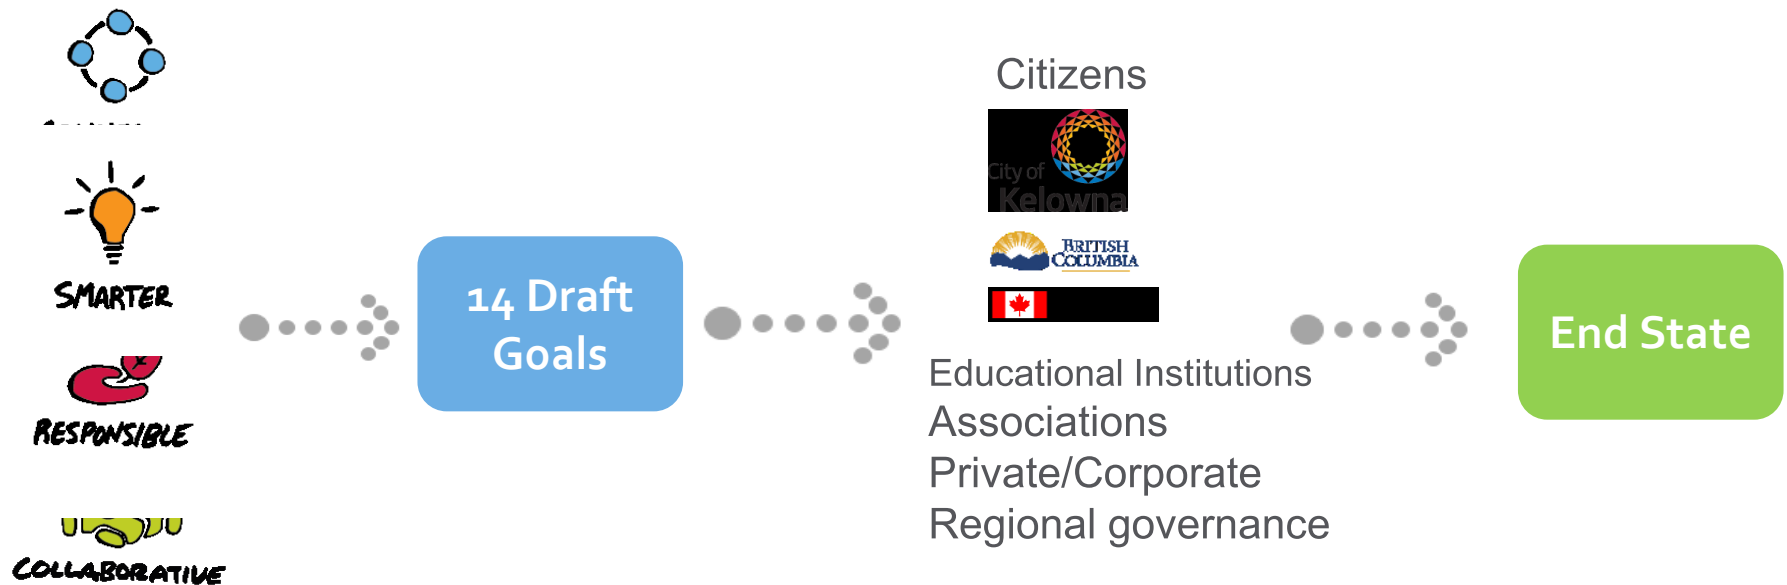 SMARTER
RESPONSIBLE
COLLABORATIVE
14 Draft
Goals
Citizens
City of
Kelowna
BRITISH
COLUMBIA
Educational Institutions
Associations
Private/Corporate
Regional governance
End State